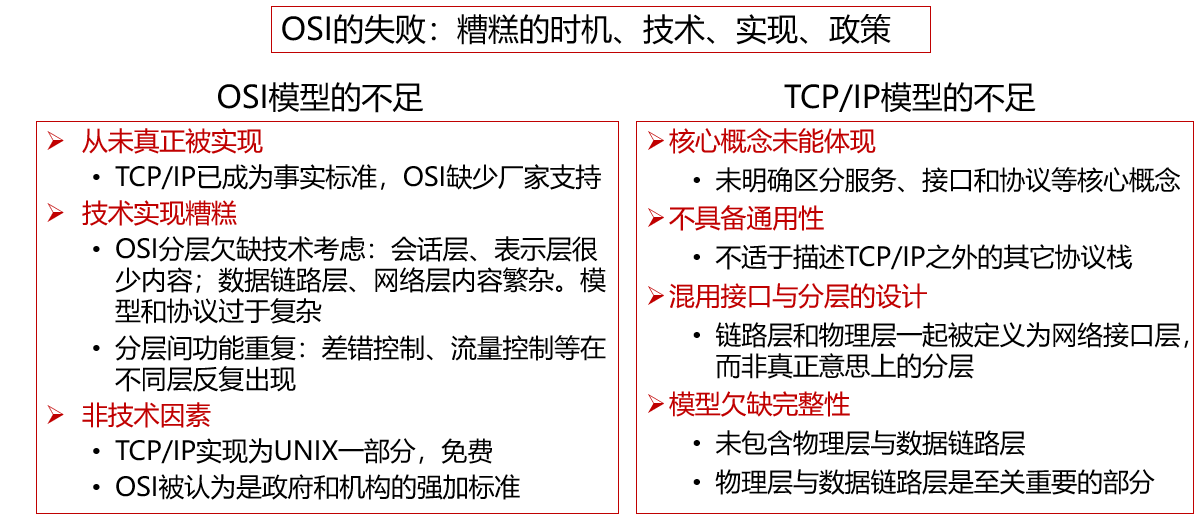 OSI的失败：糟糕的时机、技术、实现、政策
OSI模型的不足
➢ 从未真正被实现
• TCP/IP已成为事实标准，OSI缺少厂家支持
➢ 技术实现糟糕
• OSI分层欠缺技术考虑：会话层、表示层很
少内容；数据链路层、网络层内容繁杂。模
型和协议过于复杂
• 分层间功能重复：差错控制、流量控制等在
不同层反复出现
➢ 非技术因素
• TCP/IP实现为UNIX一部分，免费
• OSI被认为是政府和机构的强加标准
TCP/IP模型的不足
➢核心概念未能体现
• 未明确区分服务、接口和协议等核心概念
➢不具备通用性
• 不适于描述TCP/IP之外的其它协议栈
➢混用接口与分层的设计
• 链路层和物理层一起被定义为网络接口层，
而非真正意思上的分层
➢模型欠缺完整性
• 未包含物理层与数据链路层
• 物理层与数据链路层是至关重要的部分